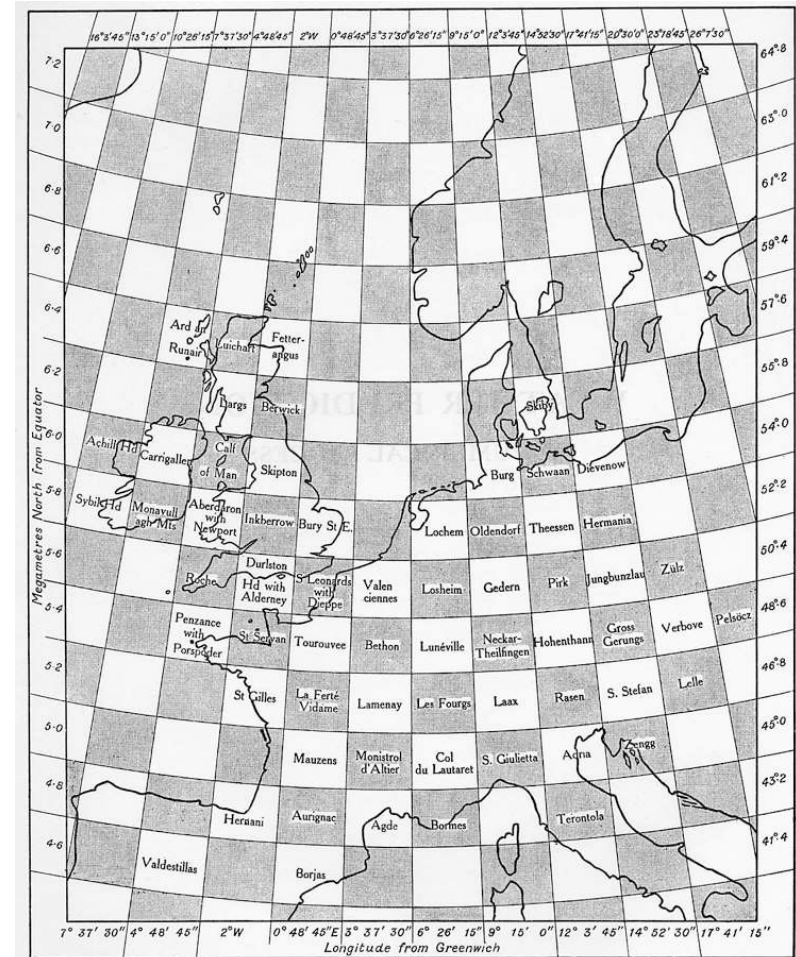 16°3'45" 13°15'0" 10°26'15" 7°37'30" 4°48'45" 2°W 0°48'45" 3°37'30" 6°26'15" 9°15'0" 12°3'45" 14°52'30" 17°41'15" 20°30'0" 23°18'45" 26°7'30"
7·2 64°·8
7·0 63°·0
6·8 61°·2
6·6 59°·4
6·4 57°·6
Ard an
Runair
Luichart
Fetter-
angus
6·2 55°·8
Largs
Berwick
Skiby
6·0 54°·0
Achill Hd
Carrigallen
Calf
of Man
Skipton
Burg
Schwaan
Dievenow
5·8 52°·2
Sybil Hd
Monavull
agh Mts
Aberdaron
with
Newport
Inkberrow
Bury St E.
Lochem
Oldendorf
Theessen
Hermania
5·6 50°·4
Roche
Durlston
Hd with
Alderney
St Leonards
with
Dieppe
Valen
ciennes
Losheim
Gedern
Pirk
Jungbunzlau
Zülz
5·4 48°·6
Penzance
with
Porspoder
St Servan
Tourouvee
Bethon
Lunéville
Neckar-
Theilfingen
Hohenthann
Gross
Gerungs
Verbove
Pelsöcz
5·2 46°·8
St Gilles
La Ferté
Vidame
Lamenay
Les Fourgs
Laax
Rasen
S. Stefan
Lelle
5·0 45°·0
Mauzens
Monistrol
d'Altier
Col
du Lautaret
S. Giulietta
Adria
Zengg
4·8 43°·2
Hernani
Aurignac
Agde
Bormes
Terontola
4·6 41°·4
Valdestillas
Borjas
Megametres North from Equator
7° 37' 30" 4° 48' 45" 2°W 0° 48' 45"E 3° 37' 30" 6° 26' 15" 9° 15' 0" 12° 3' 45" 14° 52' 30" 17° 41' 15"
Longitude from Greenwich